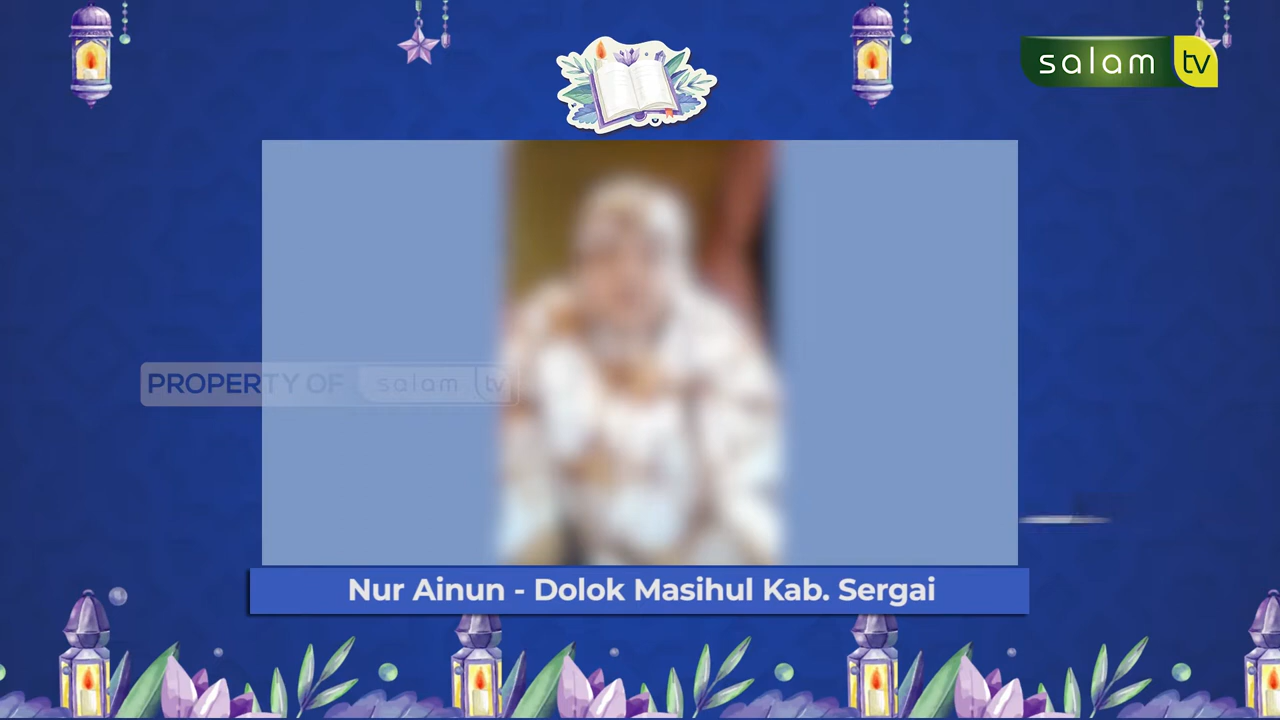 salam tv
PROPERTY OF salam tv
Nur Ainun - Dolok Masihul Kab. Sergai